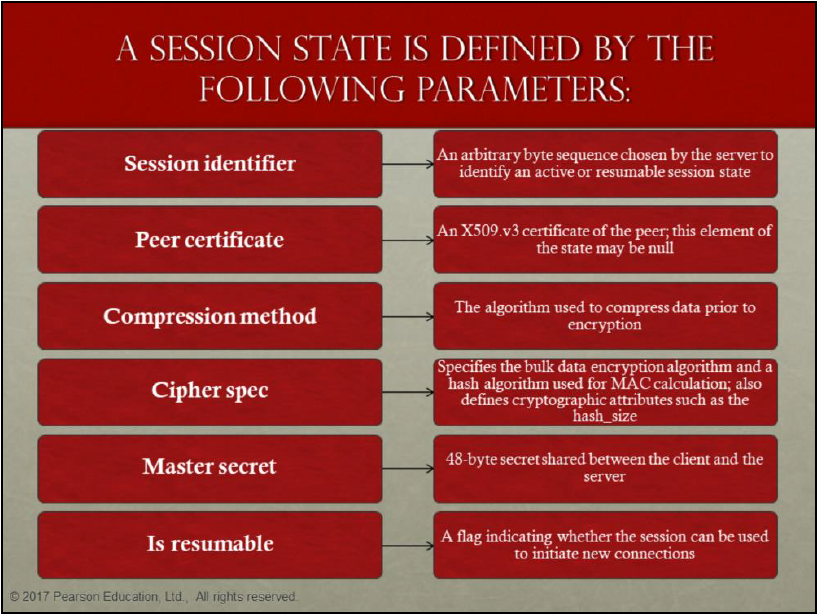 A SESSION STATE IS DEFINED BY THE
FOLLOWING PARAMETERS:
Session identifier
An arbitrary byte sequence chosen by the server to
identify an active or resumable session state
Peer certificate
An X509.v3 certificate of the peer; this element of
the state may be null
Compression method
The algorithm used to compress data prior to
encryption
Cipher spec
Specifies the bulk data encryption algorithm and a
hash algorithm used for MAC calculation; also
defines cryptographic attributes such as the
hash_size
Master secret
48-byte secret shared between the client and the
server
Is resumable
A flag indicating whether the session can be used
to initiate new connections
© 2017 Pearson Education, Ltd., All rights reserved.